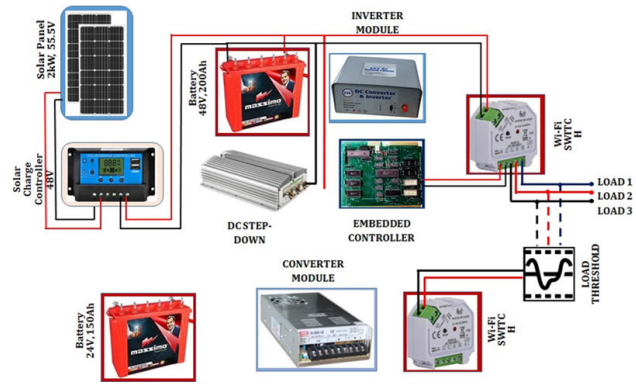 INVERTER
MODULE
Solar Panel
2kW, 55.5V
Battery
48V,200Ah
massimo
DC Converter
& Inverter
Wi-Fi
SWITC
H
Solar
Charge
Controller
48V
LOAD 1
LOAD 2
LOAD 3
DC STEP-
DOWN
EMBEDDED
CONTROLLER
LOAD
THRESHOLD
CONVERTER
MODULE
Battery
24V,150Ah
massimo
Wi-Fi
SWITC
H